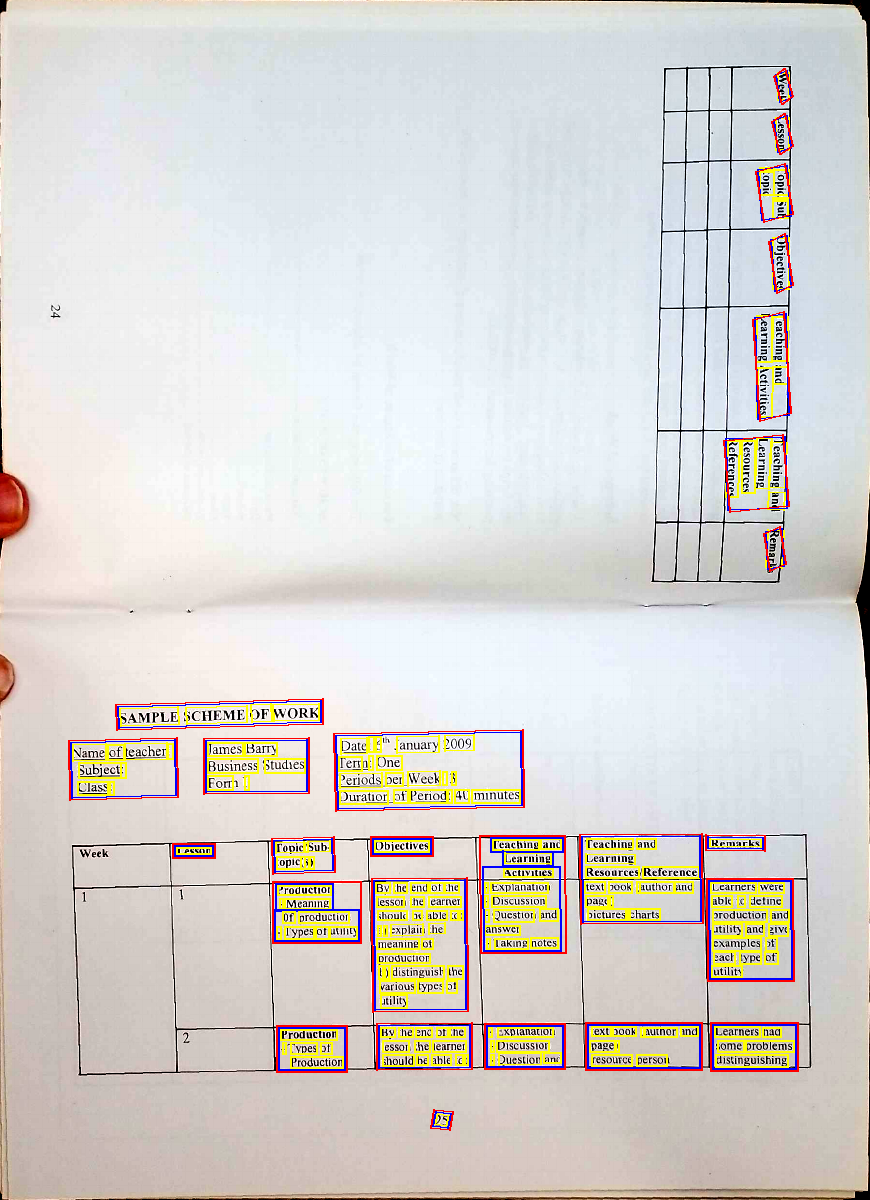 24
Week
Lesson
Topic/Sub
Topic
Objectives
Teaching and
Learning Activities
Teaching and
Learning
Resources
References
Remarks
SAMPLE SCHEME OF WORK
Name of teacher
Subject:
Class:
James Barry
Business Studies
Form 1
Date: 5th January 2009
Term: One
Periods per Week: 3
Duration of Period: 40 minutes
Week
Lesson
Topic/Sub-
topic(s)
Objectives
Teaching and
Learning
Activities
Teaching and
Learning
Resources/Reference
Remarks
1
1
Production
- Meaning
Of production
- Types of utility
By the end of the
lesson the learner
should be able to:
explain the
meaning of
production
distinguish the
various types of
utility
- Explanation
- Discussion
- Question and
answer
- Taking notes
text book (author and
page)
pictures charts
Learners were
able to define
production and
utility and give
examples of
each type of
utility
2
Production
- Types of
Production
By the end of the
lesson the learner
should be able to:
- Explanation
- Discussion
- Question and
text book (author and
page)
resource person
Learners had
some problems
distinguishing
25